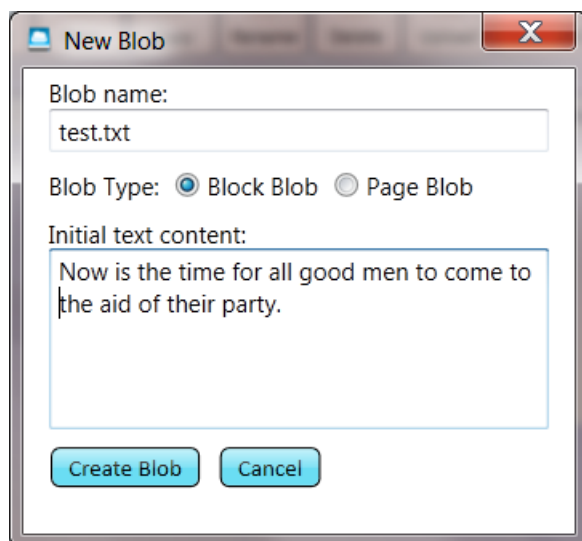 New Blob
Blob name:
test.txt
Blob Type: Block Blob Page Blob
Initial text content:
Now is the time for all good men to come to
the aid of their party.
Create Blob Cancel